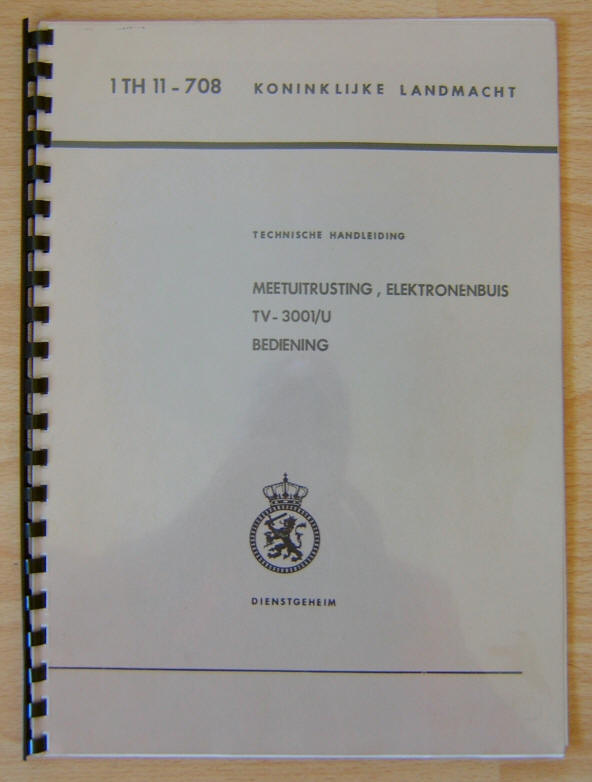 1 TH 11 - 708 KONINKLIJKE LANDMACHT
TECHNISCHE HANDLEIDING
MEETUITRUSTING , ELEKTRONENBUIS
TV - 3001/U
BEDIENING
DIENSTGEHEIM